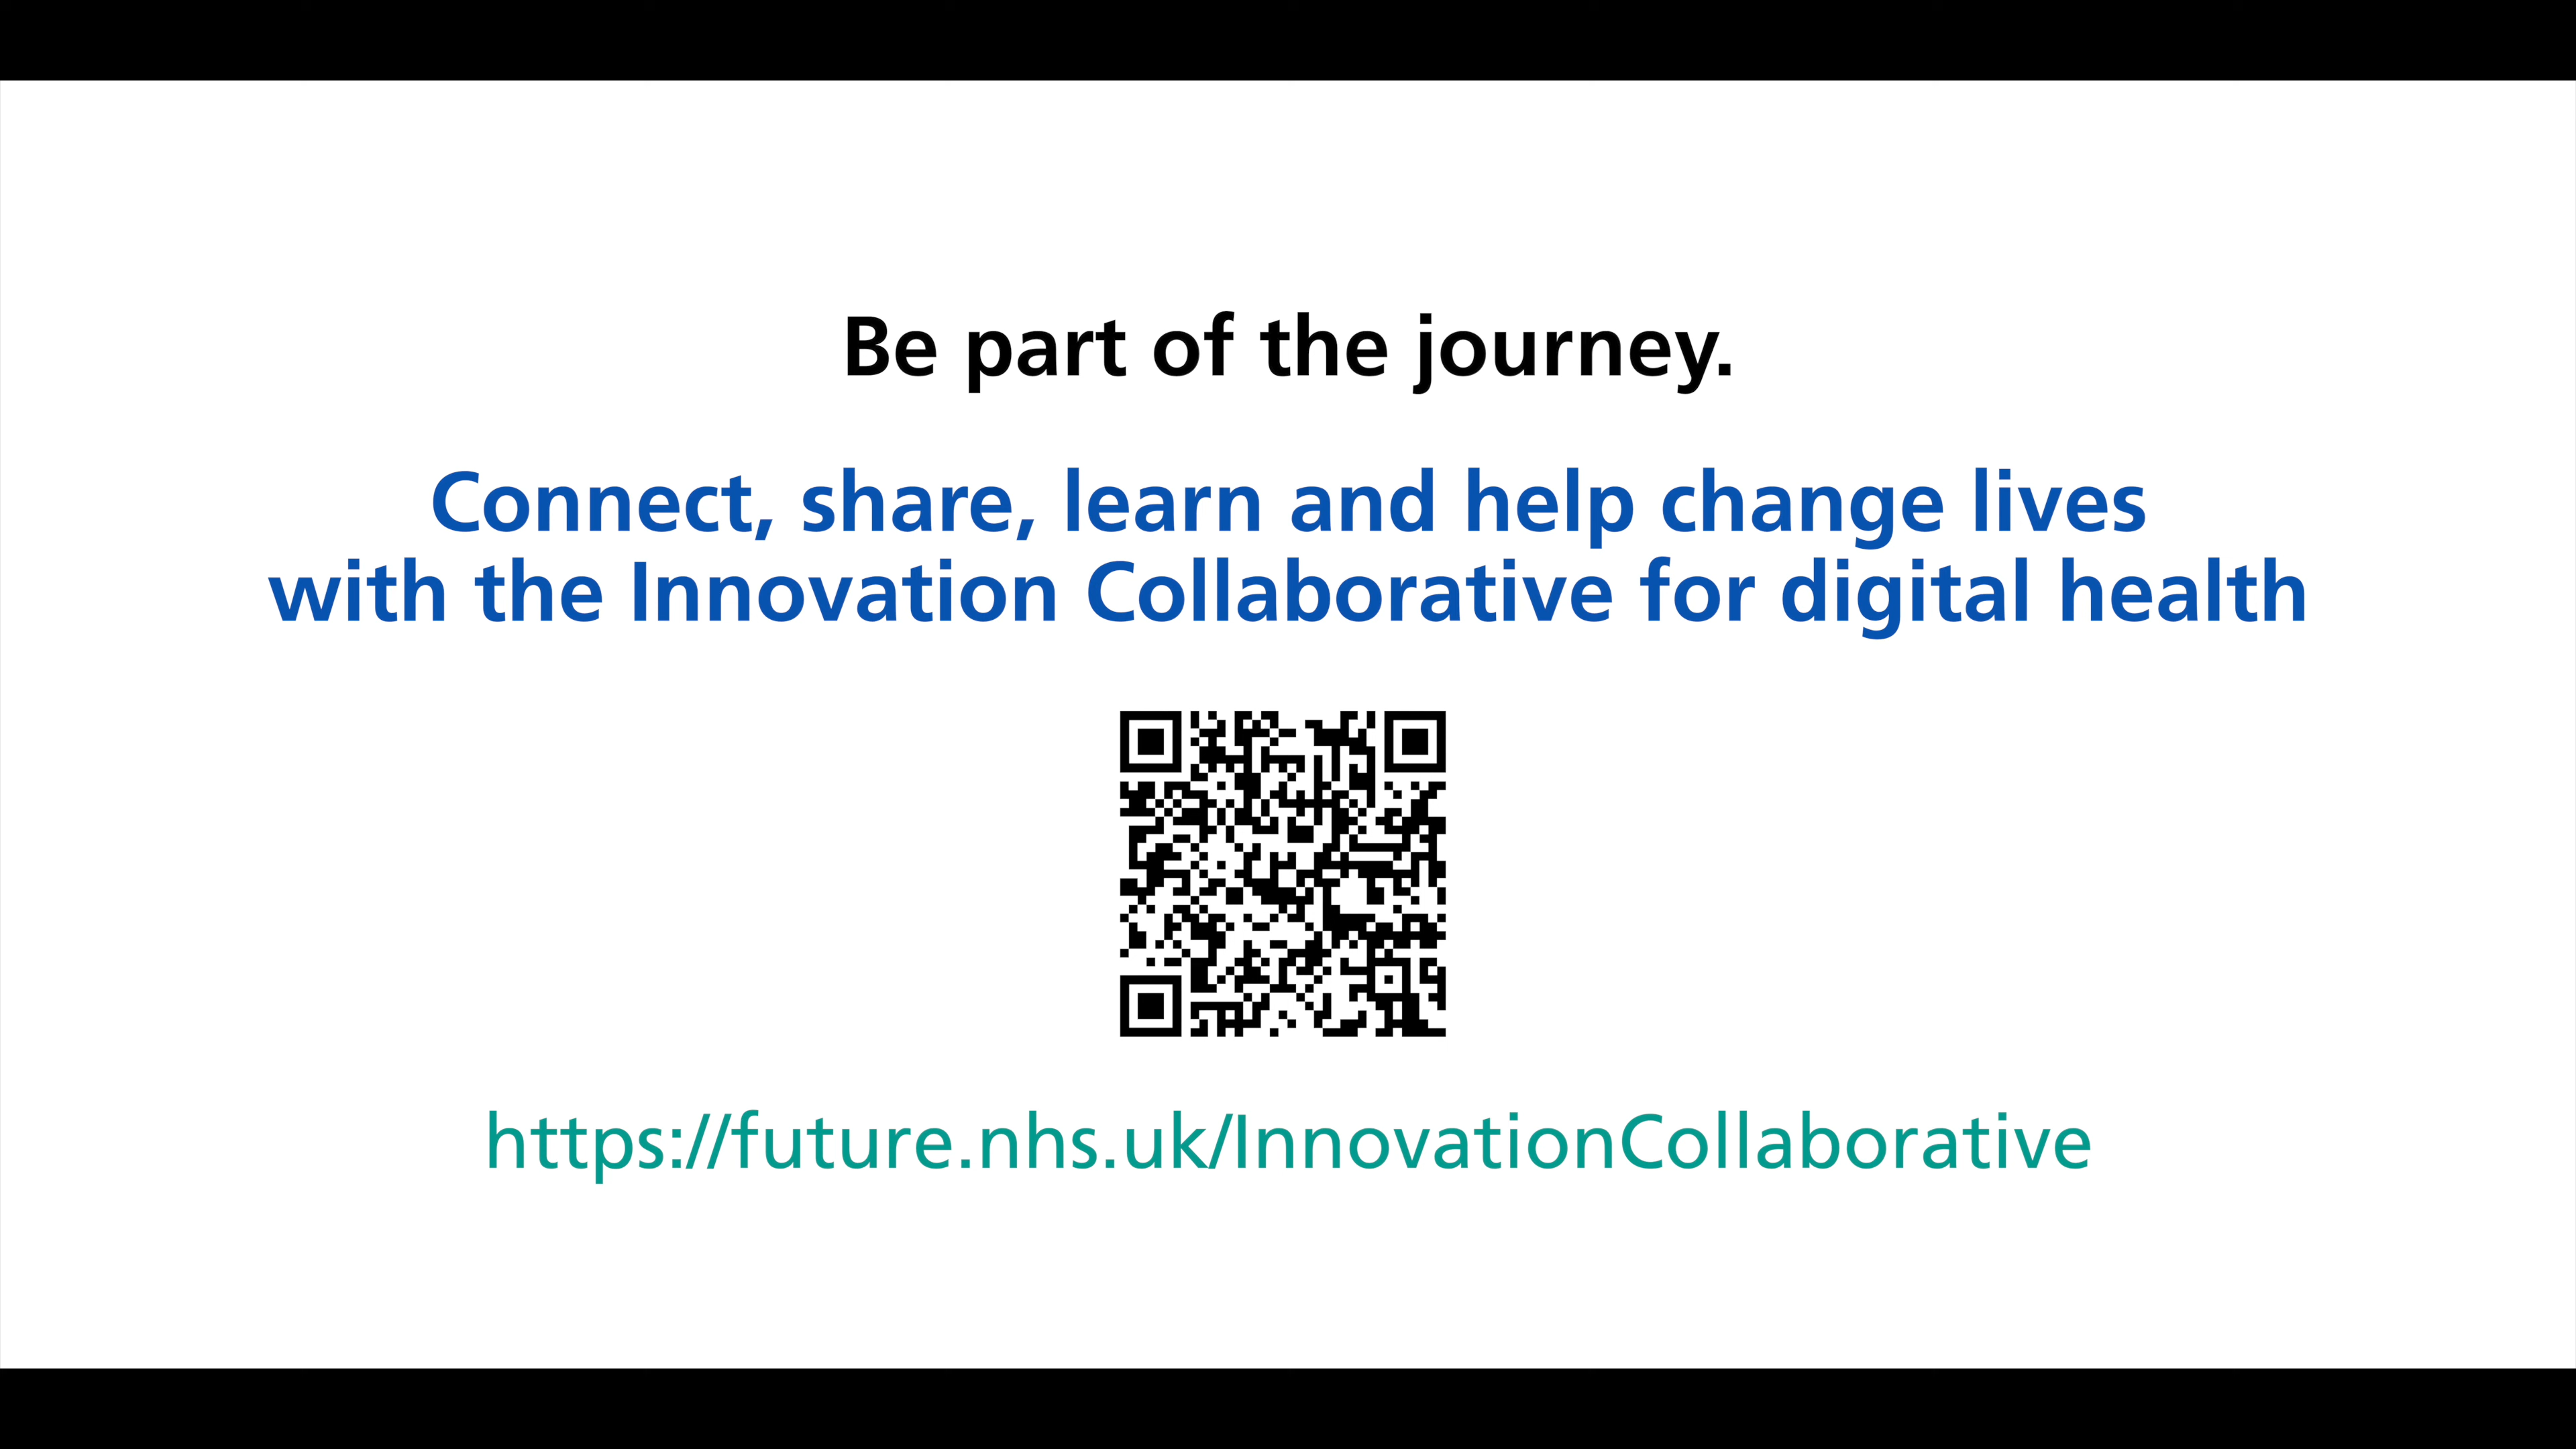 Be part of the journey.
Connect, share, learn and help change lives
with the Innovation Collaborative for digital health
https://future.nhs.uk/InnovationCollaborative